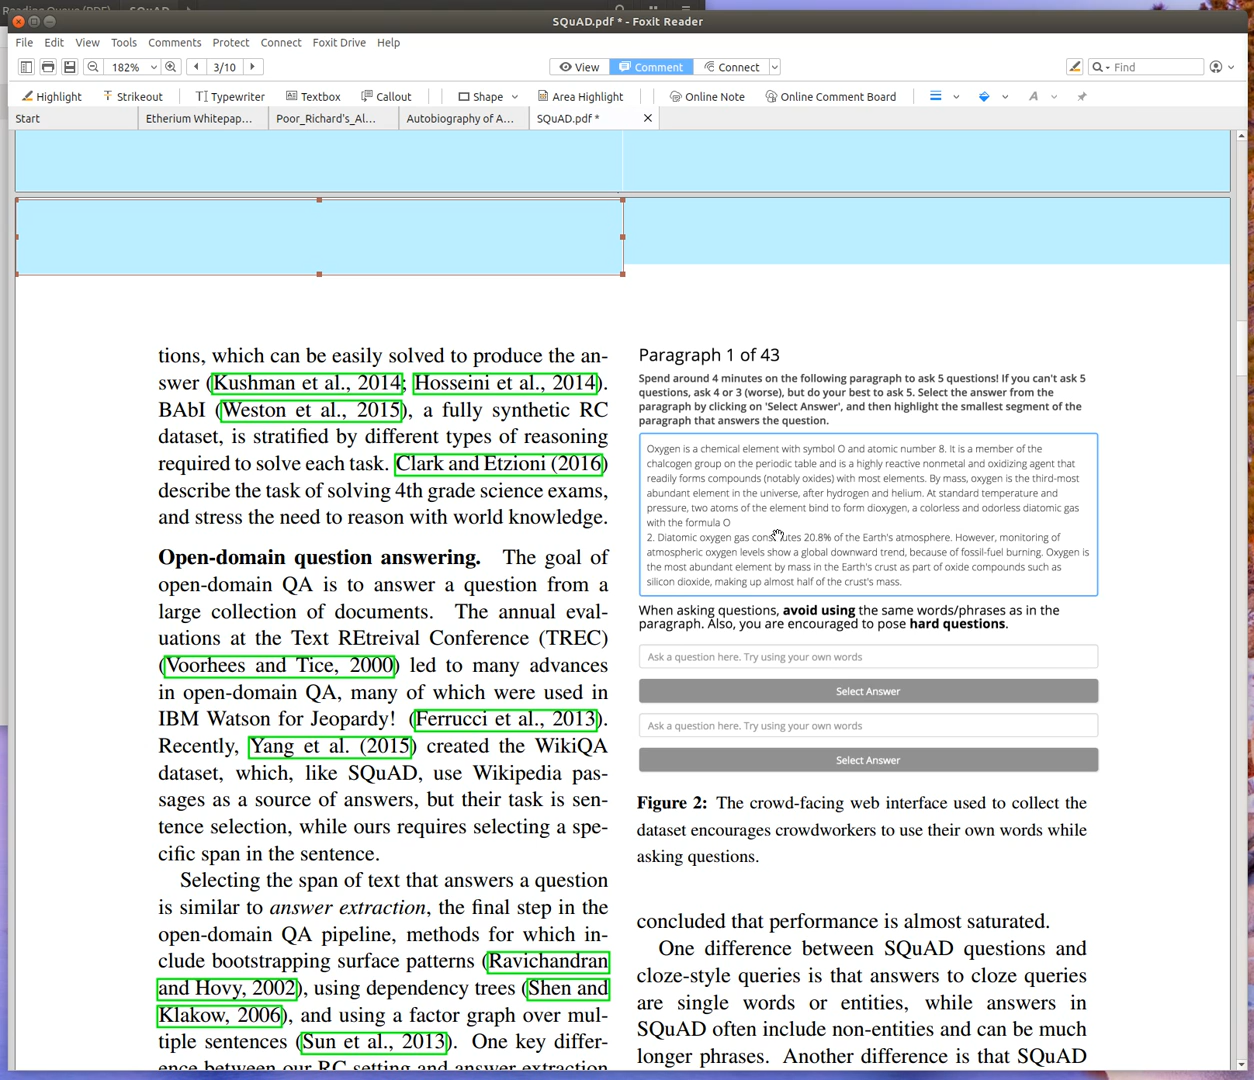 SQuAD.pdf * - Foxit Reader
File Edit View Tools Comments Protect Connect Foxit Drive Help
182% 3/10 View Comment Connect Find
Highlight Strikeout Typewriter Textbox Callout Shape Area Highlight Online Note Online Comment Board
Start Etherium Whitepap... Poor_Richard's_Al... Autobiography of A... SQuAD.pdf *
tions, which can be easily solved to produce the an-
swer (Kushman et al., 2014; Hosseini et al., 2014).
BAbI (Weston et al., 2015), a fully synthetic RC
dataset, is stratified by different types of reasoning
required to solve each task. Clark and Etzioni (2016)
describe the task of solving 4th grade science exams,
and stress the need to reason with world knowledge.
Open-domain question answering. The goal of
open-domain QA is to answer a question from a
large collection of documents. The annual eval-
uations at the Text REtreival Conference (TREC)
(Voorhees and Tice, 2000) led to many advances
in open-domain QA, many of which were used in
IBM Watson for Jeopardy! (Ferrucci et al., 2013).
Recently, Yang et al. (2015) created the WikiQA
dataset, which, like SQuAD, use Wikipedia pas-
sages as a source of answers, but their task is sen-
tence selection, while ours requires selecting a spe-
cific span in the sentence.
Selecting the span of text that answers a question
is similar to answer extraction, the final step in the
open-domain QA pipeline, methods for which in-
clude bootstrapping surface patterns (Ravichandran
and Hovy, 2002), using dependency trees (Shen and
Klakow, 2006), and using a factor graph over mul-
tiple sentences (Sun et al., 2013). One key differ-
ence between our RC setting and answer extraction
Paragraph 1 of 43
Spend around 4 minutes on the following paragraph to ask 5 questions! If you can't ask 5
questions, ask 4 or 3 (worse), but do your best to ask 5. Select the answer from the
paragraph by clicking on 'Select Answer', and then highlight the smallest segment of the
paragraph that answers the question.
Oxygen is a chemical element with symbol O and atomic number 8. It is a member of the
chalcogen group on the periodic table and is a highly reactive nonmetal and oxidizing agent that
readily forms compounds (notably oxides) with most elements. By mass, oxygen is the third-most
abundant element in the universe, after hydrogen and helium. At standard temperature and
pressure, two atoms of the element bind to form dioxygen, a colorless and odorless diatomic gas
with the formula O
2. Diatomic oxygen gas constitutes 20.8% of the Earth's atmosphere. However, monitoring of
atmospheric oxygen levels show a global downward trend, because of fossil-fuel burning. Oxygen is
the most abundant element by mass in the Earth's crust as part of oxide compounds such as
silicon dioxide, making up almost half of the crust's mass.
When asking questions, avoid using the same words/phrases as in the
paragraph. Also, you are encouraged to pose hard questions.
Ask a question here. Try using your own words
Select Answer
Ask a question here. Try using your own words
Select Answer
Figure 2: The crowd-facing web interface used to collect the
dataset encourages crowdworkers to use their own words while
asking questions.
concluded that performance is almost saturated.
One difference between SQuAD questions and
cloze-style queries is that answers to cloze queries
are single words or entities, while answers in
SQuAD often include non-entities and can be much
longer phrases. Another difference is that SQuAD